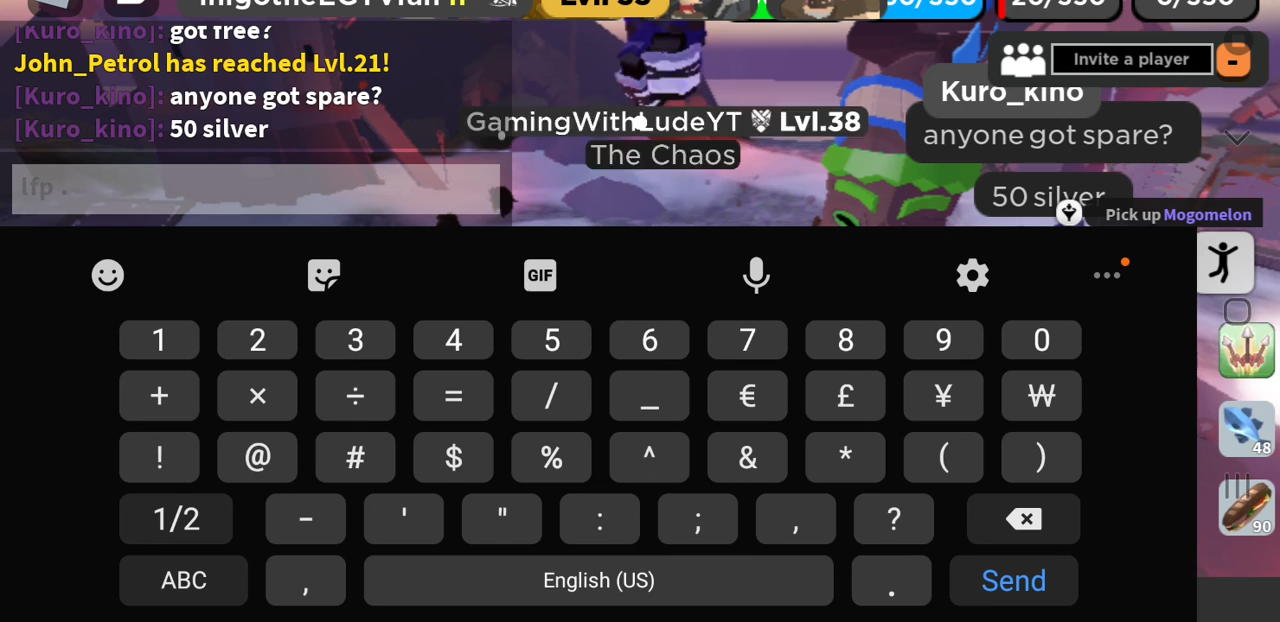 [Kuro_kino]: got free?
John_Petrol has reached Lvl.21!
[Kuro_kino]: anyone got spare?
[Kuro_kino]: 50 silver
lfp .
GamingWithLudeYT Lvl.38
The Chaos
Invite a player
-
Kuro_kino
anyone got spare?
50 silver
Pick up Mogomelon
GIF
1 2 3 4 5 6 7 8 9 0
+ × ÷ = / _ € £ ¥ ₩
! @ # $ % ^ & * ( )
1/2 - ' " : ; , ?
ABC , English (US) . Send
48
90